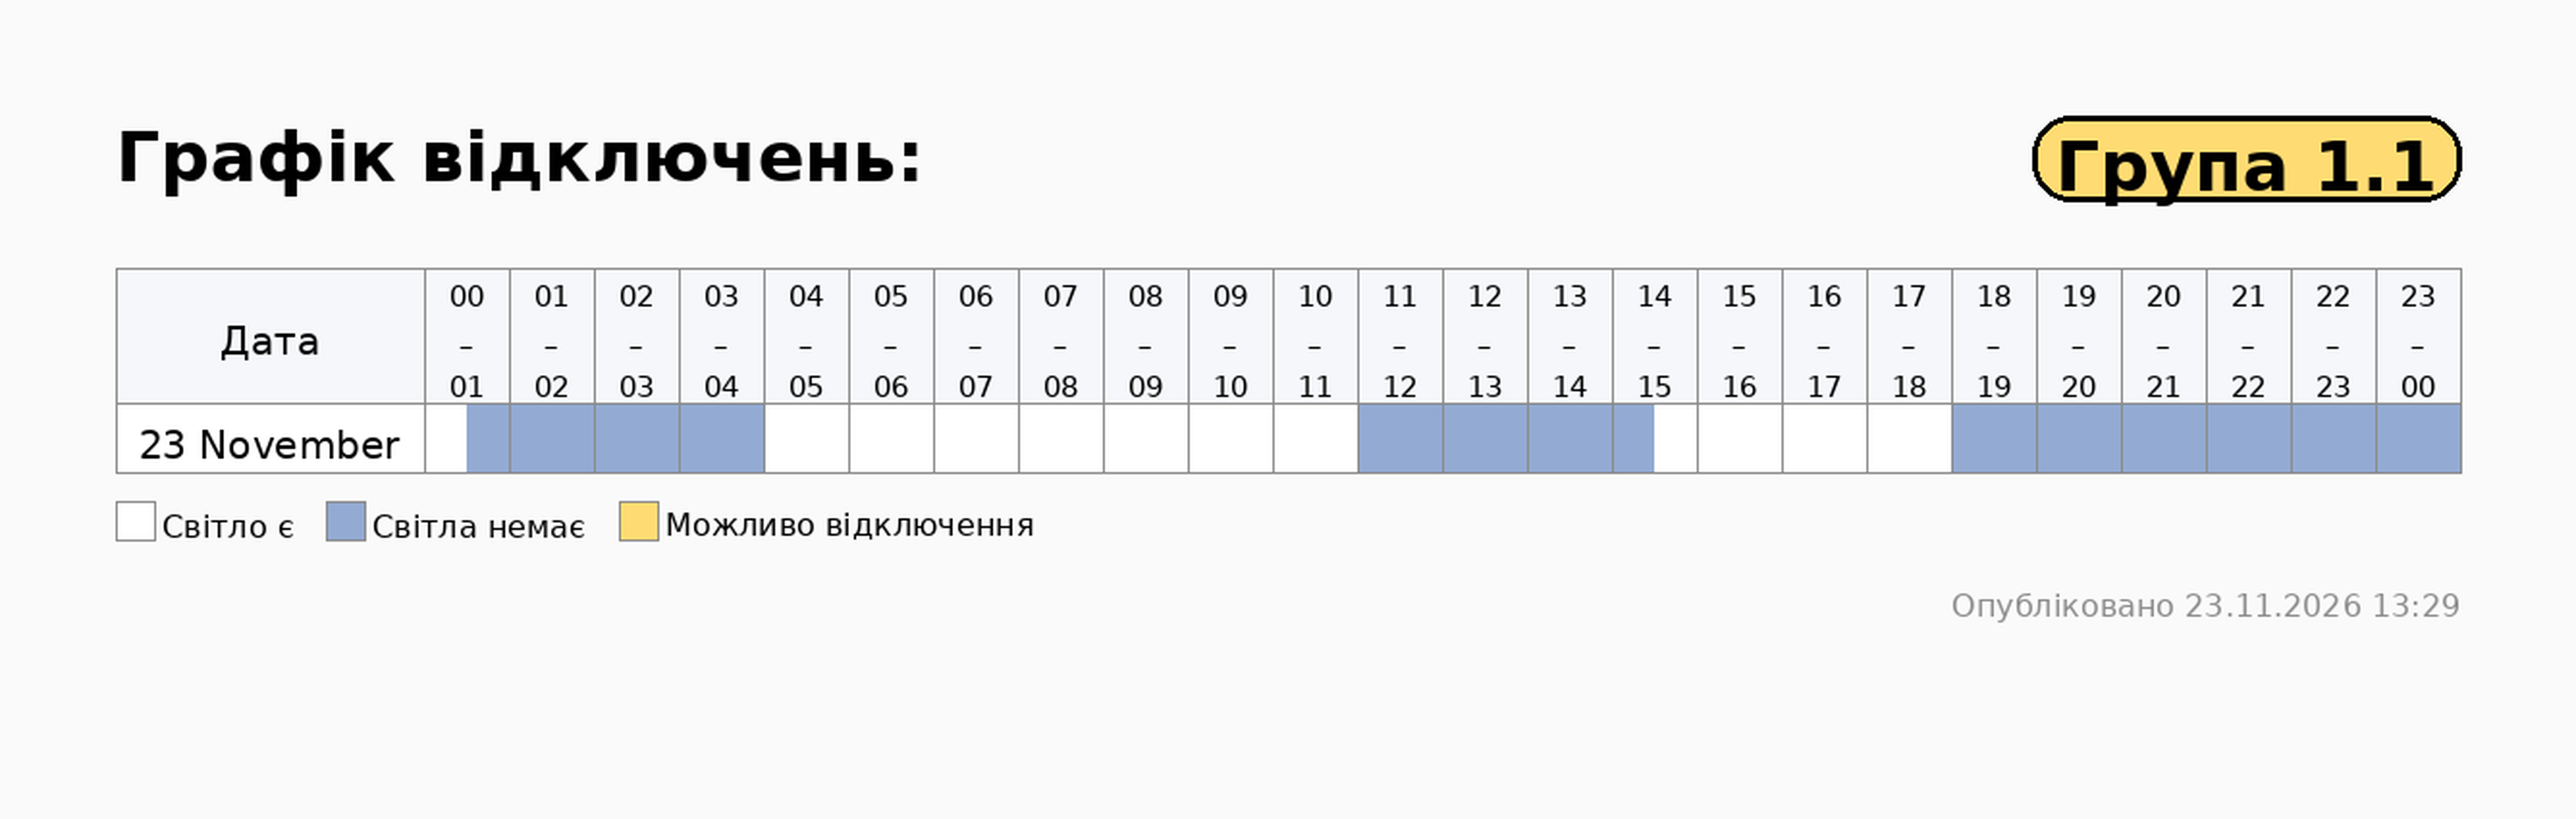 Графік відключень:
Група 1.1
Дата
00 – 01
01 – 02
02 – 03
03 – 04
04 – 05
05 – 06
06 – 07
07 – 08
08 – 09
09 – 10
10 – 11
11 – 12
12 – 13
13 – 14
14 – 15
15 – 16
16 – 17
17 – 18
18 – 19
19 – 20
20 – 21
21 – 22
22 – 23
23 – 00
23 November
Світло є
Світла немає
Можливо відключення
Опубліковано 23.11.2026 13:29